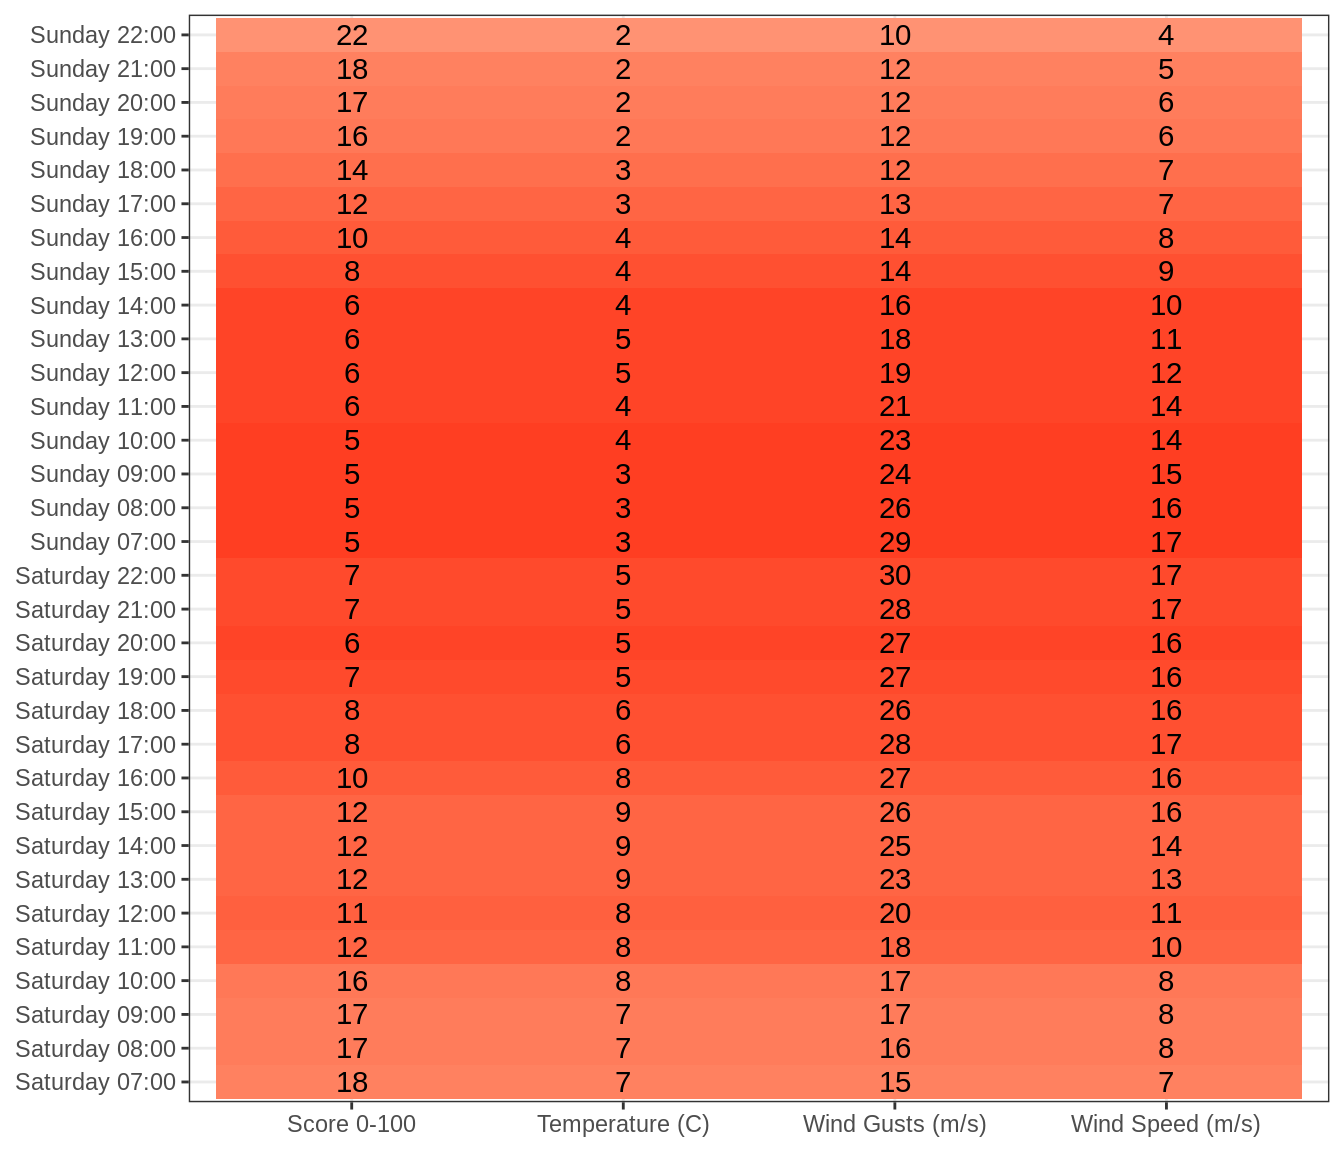 Sunday 22:00 22 2 10 4
Sunday 21:00 18 2 12 5
Sunday 20:00 17 2 12 6
Sunday 19:00 16 2 12 6
Sunday 18:00 14 3 12 7
Sunday 17:00 12 3 13 7
Sunday 16:00 10 4 14 8
Sunday 15:00 8 4 14 9
Sunday 14:00 6 4 16 10
Sunday 13:00 6 5 18 11
Sunday 12:00 6 5 19 12
Sunday 11:00 6 4 21 14
Sunday 10:00 5 4 23 14
Sunday 09:00 5 3 24 15
Sunday 08:00 5 3 26 16
Sunday 07:00 5 3 29 17
Saturday 22:00 7 5 30 17
Saturday 21:00 7 5 28 17
Saturday 20:00 6 5 27 16
Saturday 19:00 7 5 27 16
Saturday 18:00 8 6 26 16
Saturday 17:00 8 6 28 17
Saturday 16:00 10 8 27 16
Saturday 15:00 12 9 26 16
Saturday 14:00 12 9 25 14
Saturday 13:00 12 9 23 13
Saturday 12:00 11 8 20 11
Saturday 11:00 12 8 18 10
Saturday 10:00 16 8 17 8
Saturday 09:00 17 7 17 8
Saturday 08:00 17 7 16 8
Saturday 07:00 18 7 15 7
Score 0-100 Temperature (C) Wind Gusts (m/s) Wind Speed (m/s)